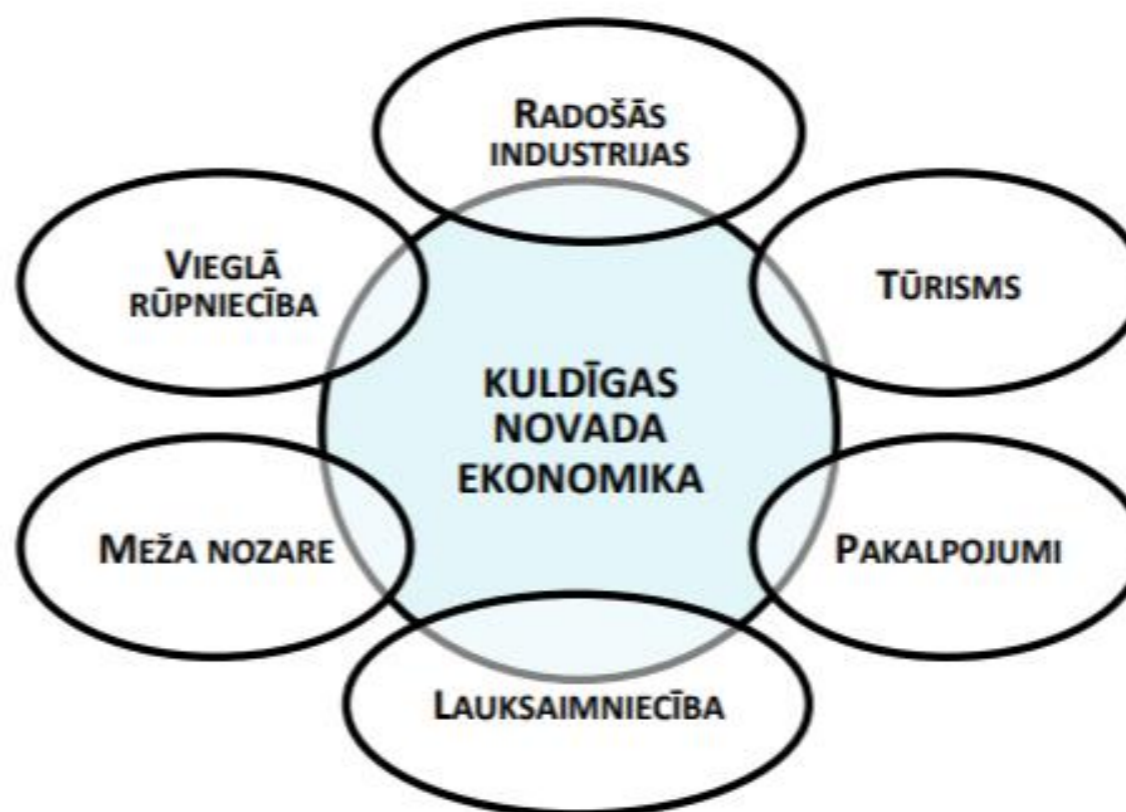 RADOŠĀS
INDUSTRIJAS
VIEGLĀ
RŪPNIECĪBA
TŪRISMS
KULDĪGAS
NOVADA
EKONOMIKA
MEŽA NOZARE
PAKALPOJUMI
LAUKSAIMNIECĪBA